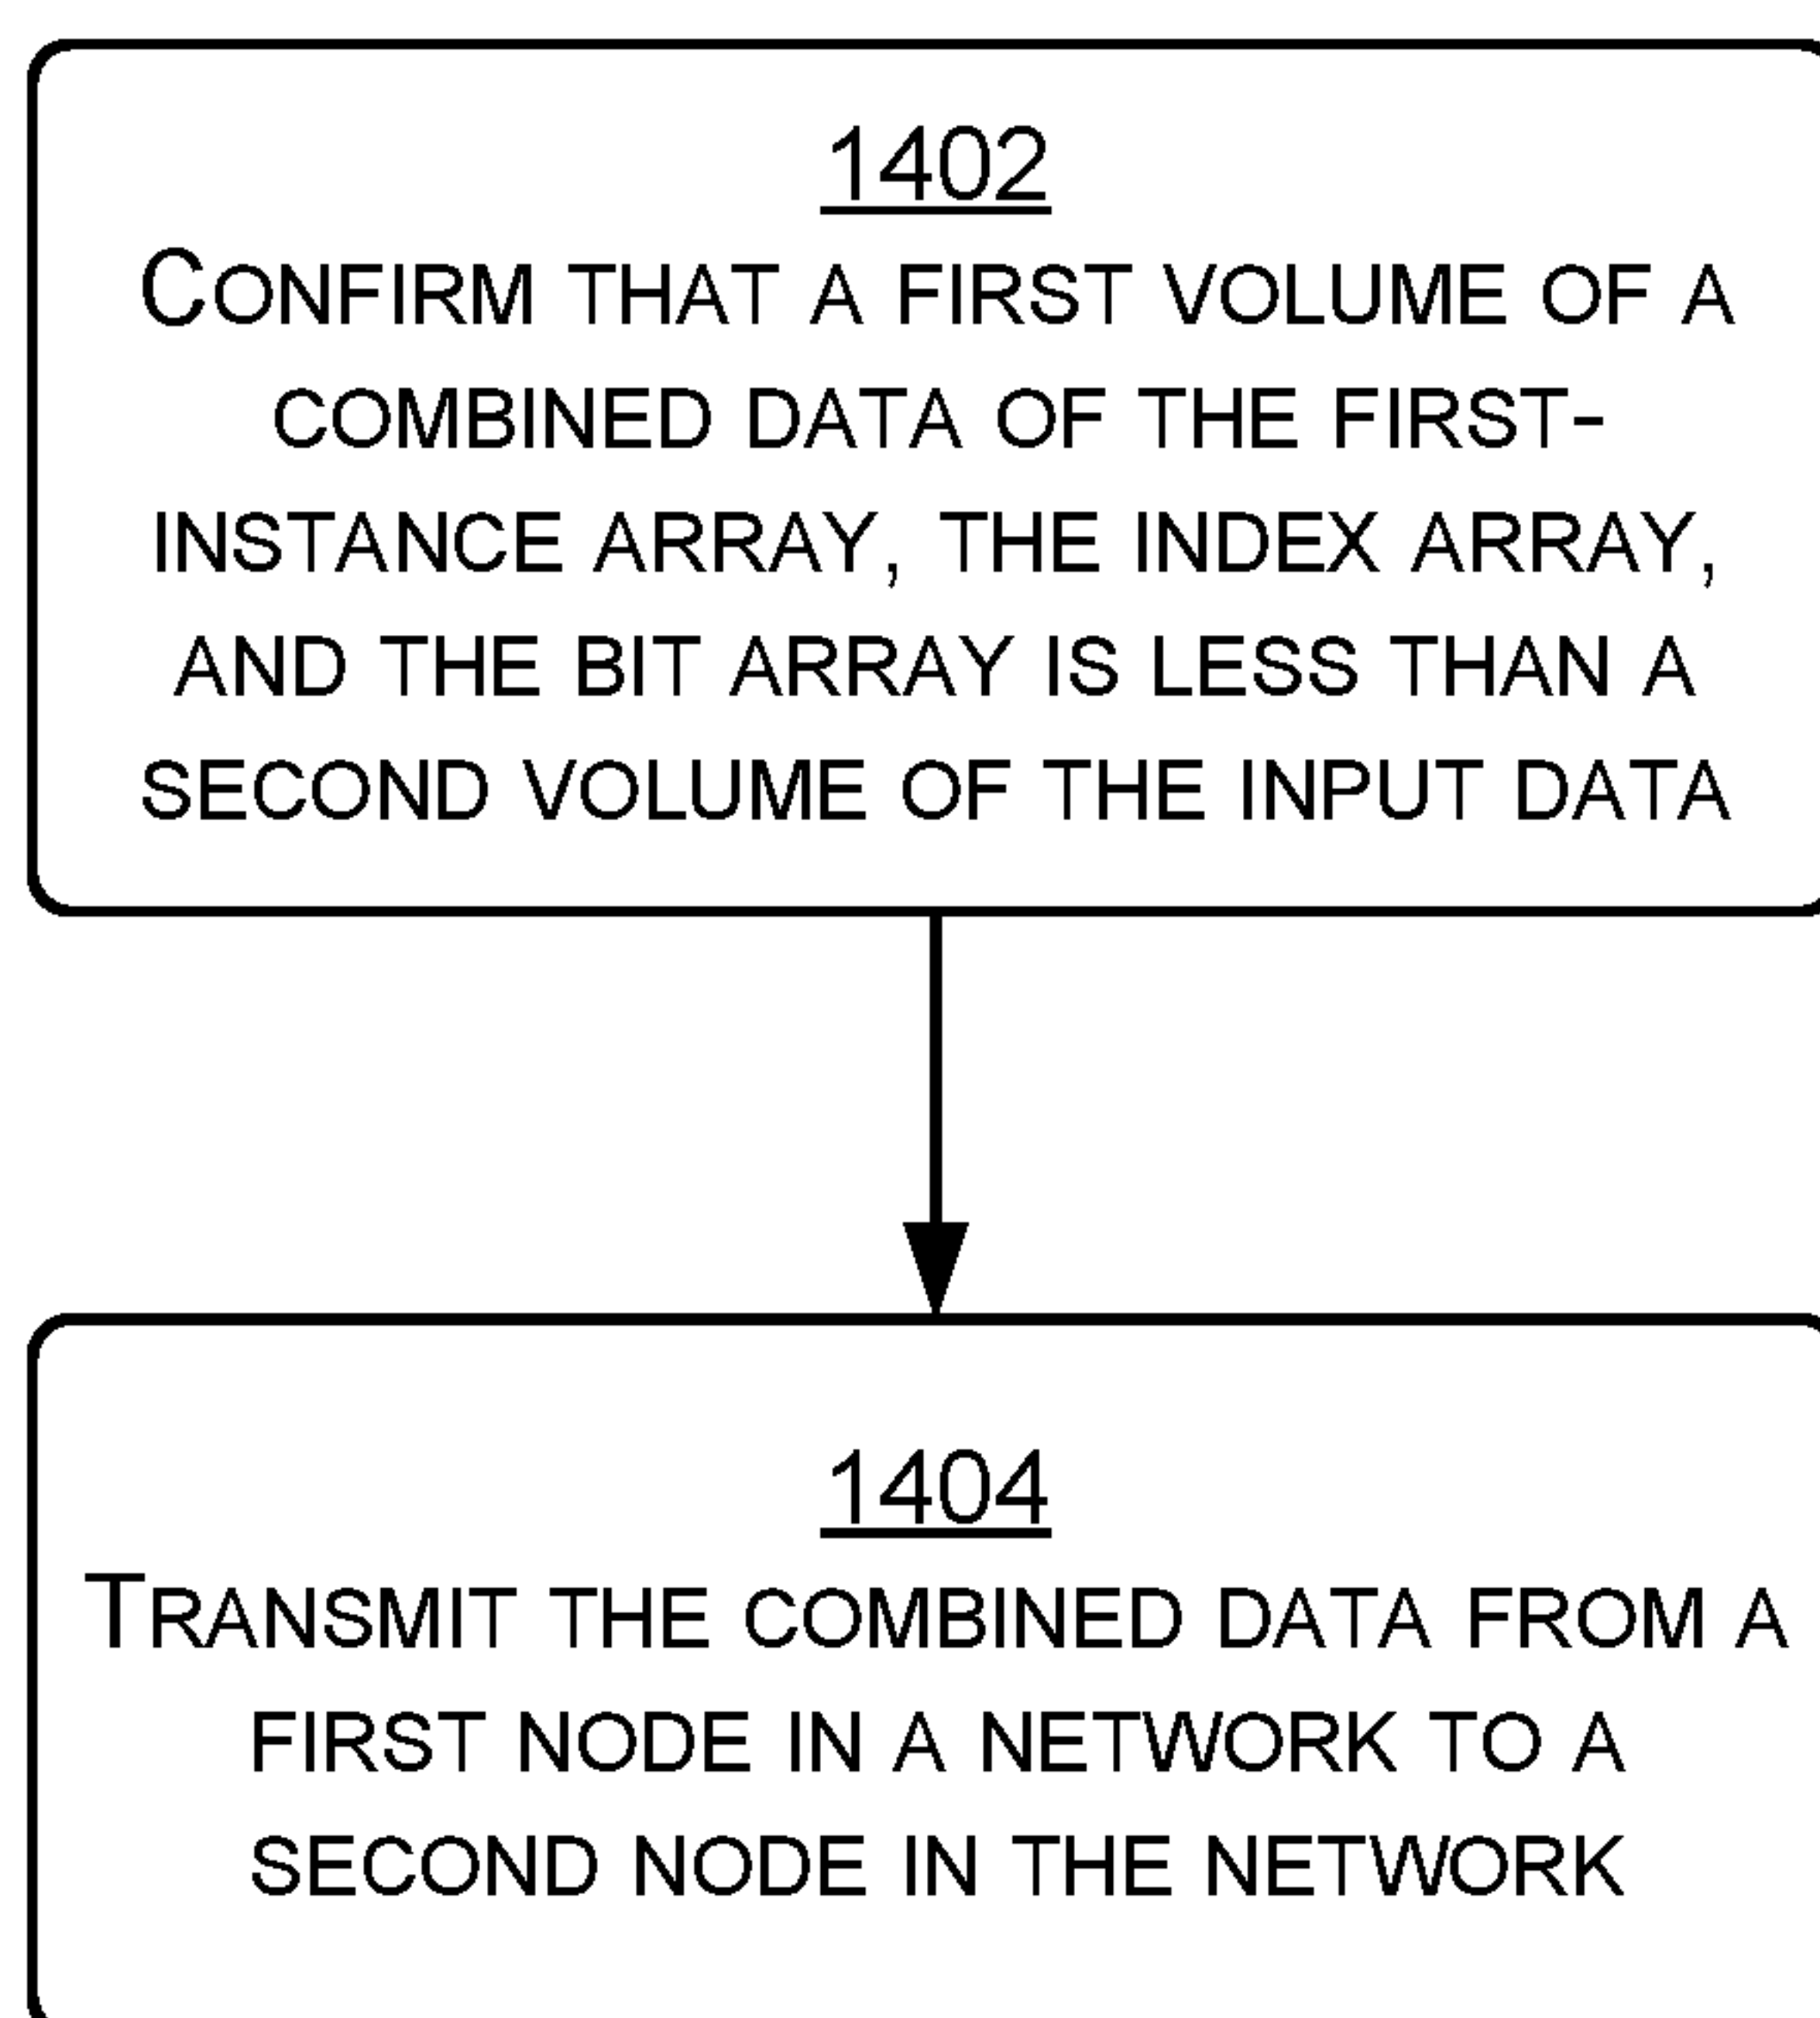 1402
CONFIRM THAT A FIRST VOLUME OF A
COMBINED DATA OF THE FIRST-
INSTANCE ARRAY, THE INDEX ARRAY,
AND THE BIT ARRAY IS LESS THAN A
SECOND VOLUME OF THE INPUT DATA
1404
TRANSMIT THE COMBINED DATA FROM A
FIRST NODE IN A NETWORK TO A
SECOND NODE IN THE NETWORK